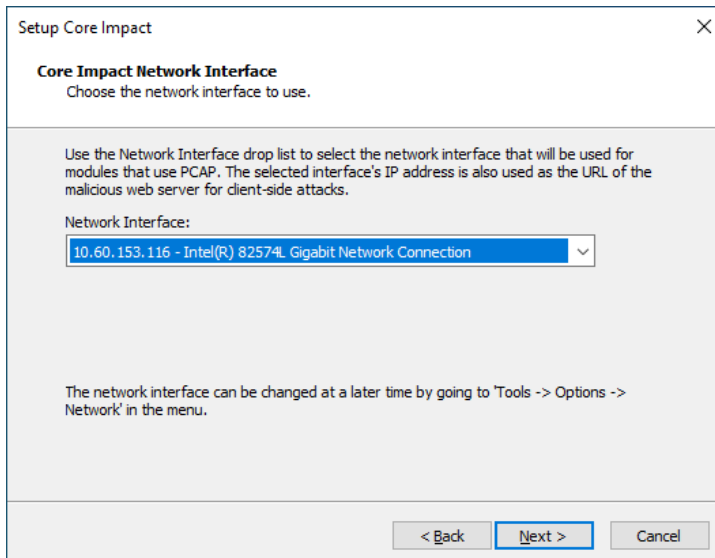 Setup Core Impact
Core Impact Network Interface
Choose the network interface to use.
Use the Network Interface drop list to select the network interface that will be used for
modules that use PCAP. The selected interface's IP address is also used as the URL of the
malicious web server for client-side attacks.
Network Interface:
10.60.153.116 - Intel(R) 82574L Gigabit Network Connection
The network interface can be changed at a later time by going to 'Tools -> Options ->
Network' in the menu.
< Back Next > Cancel